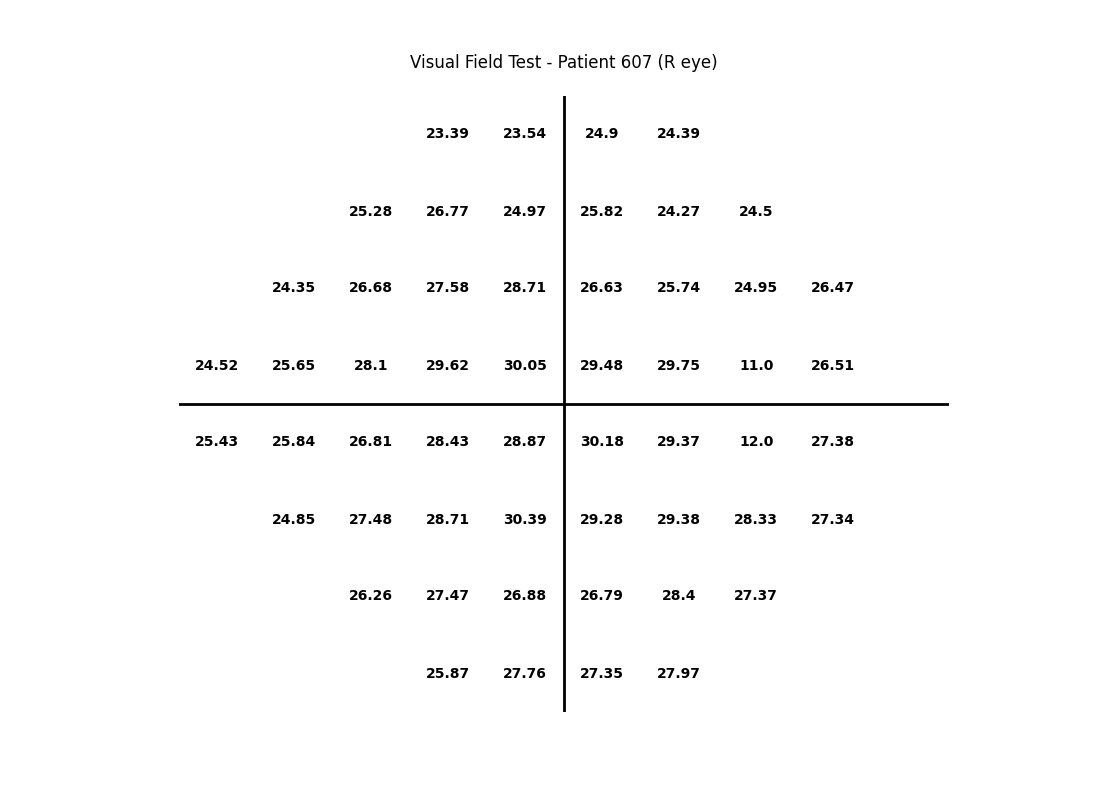 Visual Field Test - Patient 607 (R eye)
23.39 23.54 24.9 24.39
25.28 26.77 24.97 25.82 24.27 24.5
24.35 26.68 27.58 28.71 26.63 25.74 24.95 26.47
24.52 25.65 28.1 29.62 30.05 29.48 29.75 11.0 26.51
25.43 25.84 26.81 28.43 28.87 30.18 29.37 12.0 27.38
24.85 27.48 28.71 30.39 29.28 29.38 28.33 27.34
26.26 27.47 26.88 26.79 28.4 27.37
25.87 27.76 27.35 27.97